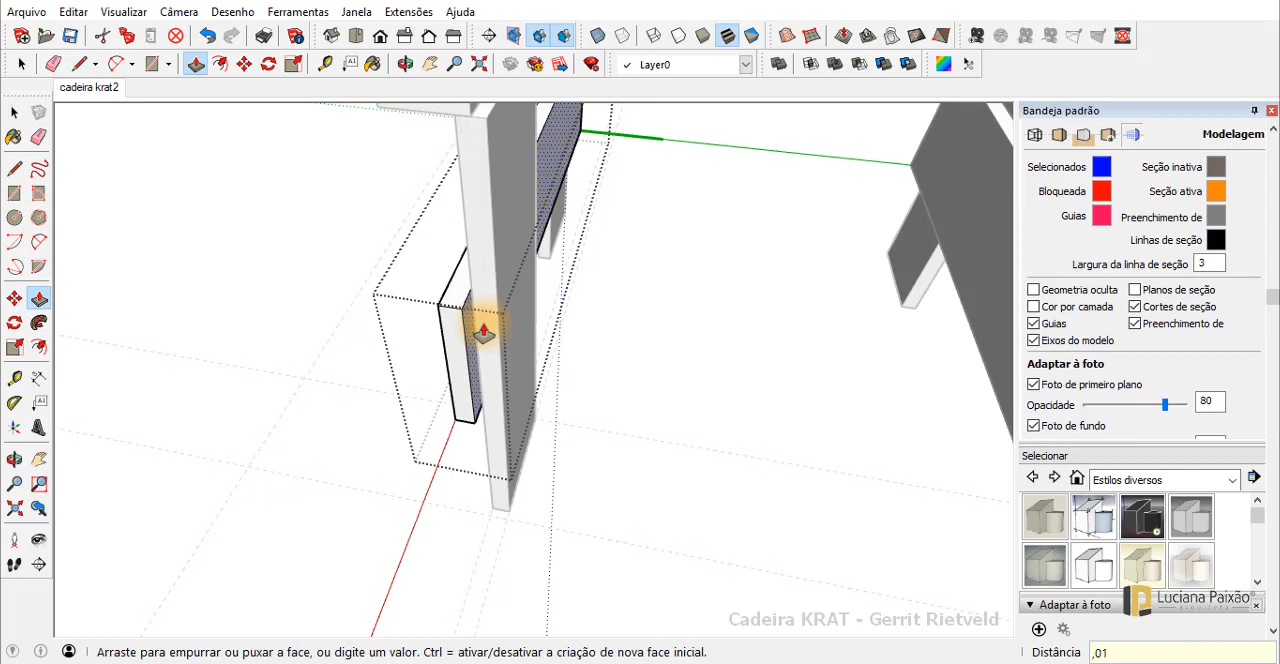 Arquivo Editar Visualizar Câmera Desenho Ferramentas Janela Extensões Ajuda
Layer0
cadeira krat2
Bandeja padrão
Modelagem
Selecionados Seção inativa
Bloqueada Seção ativa
Guias Preenchimento de
Linhas de seção
Largura da linha de seção 3
Geometria oculta Planos de seção
Cor por camada Cortes de seção
Guias Preenchimento de
Eixos do modelo
Adaptar à foto
Foto de primeiro plano
Opacidade 80
Foto de fundo
Selecionar
Estilos diversos
Luciana Paixão®
arquiteta
Adaptar à foto
Cadeira KRAT - Gerrit Rietveld
Arraste para empurrar ou puxar a face, ou digite um valor. Ctrl = ativar/desativar a criação de nova face inicial.
Distância ,01